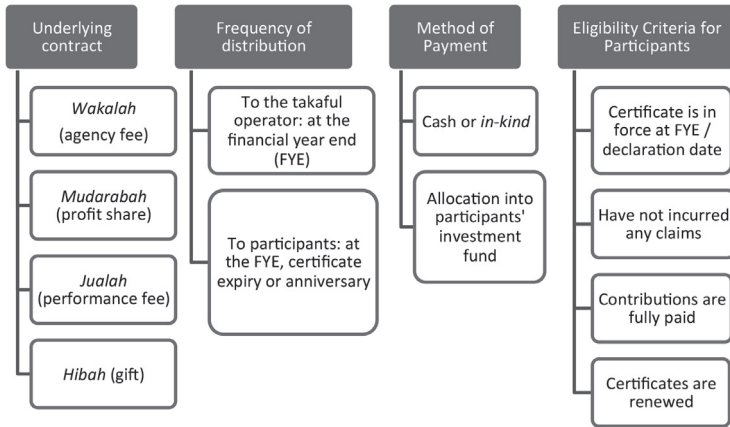 Underlying
contract
Wakalah
(agency fee)
Mudarabah
(profit share)
Jualah
(performance fee)
Hibah (gift)
Frequency of
distribution
To the takaful
operator: at the
financial year end
(FYE)
To participants: at
the FYE, certificate
expiry or anniversary
Method of
Payment
Cash or in-kind
Allocation into
participants'
investment
fund
Eligibility Criteria for
Participants
Certificate is in
force at FYE /
declaration date
Have not incurred
any claims
Contributions are
fully paid
Certificates are
renewed